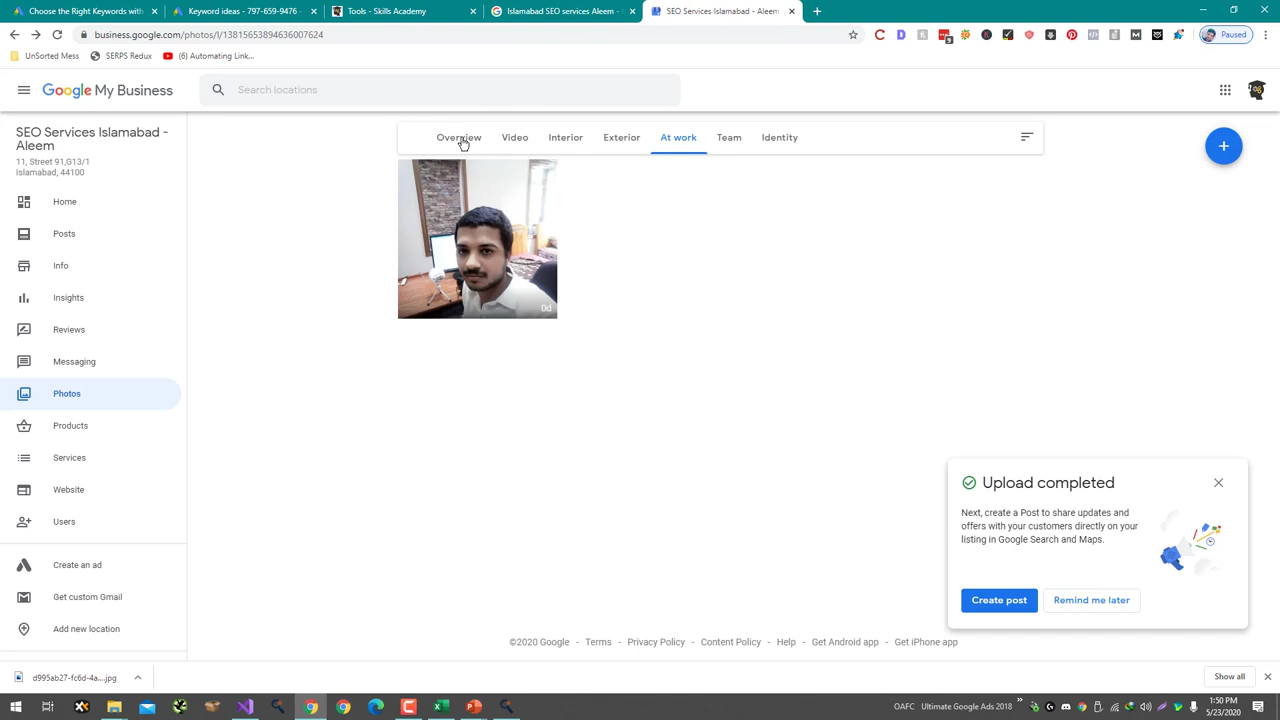 Google Ads Choose the Right Keywords with
Keyword ideas - 797-659-9476 -
Tools - Skills Academy
Islamabad SEO services Aleem -
SEO Services Islamabad - Aleem
business.google.com/photos/l/13815653894636007624
Paused
UnSorted Mess
SERPS Redux
(6) Automating Link...
Google My Business
Search locations
SEO Services Islamabad -
Aleem
11, Street 91,G13/1
Islamabad, 44100
Home
Posts
Info
Insights
Reviews
Messaging
Photos
Products
Services
Website
Users
Create an ad
Get custom Gmail
Add new location
Overview
Video
Interior
Exterior
At work
Team
Identity
0d
Upload completed
Next, create a Post to share updates and
offers with your customers directly on your
listing in Google Search and Maps.
Create post
Remind me later
©2020 Google - Terms - Privacy Policy - Content Policy - Help - Get Android app - Get iPhone app
d995ab27-fc6d-4a....jpg
Show all
OAFC
Ultimate Google Ads 2018
1:50 PM
5/23/2020